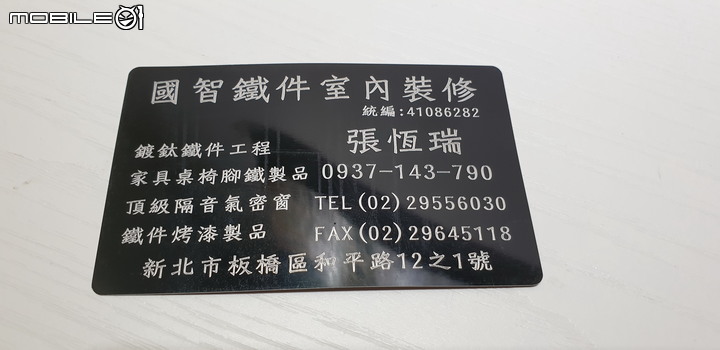 mobile01
國智鐵件室內裝修
統編:41086282
張恆瑞
鍍鈦鐵件工程
家具桌椅腳鐵製品 0937-143-790
頂級隔音氣密窗 TEL(02)29556030
鐵件烤漆製品 FAX(02)29645118
新北市板橋區和平路12之1號